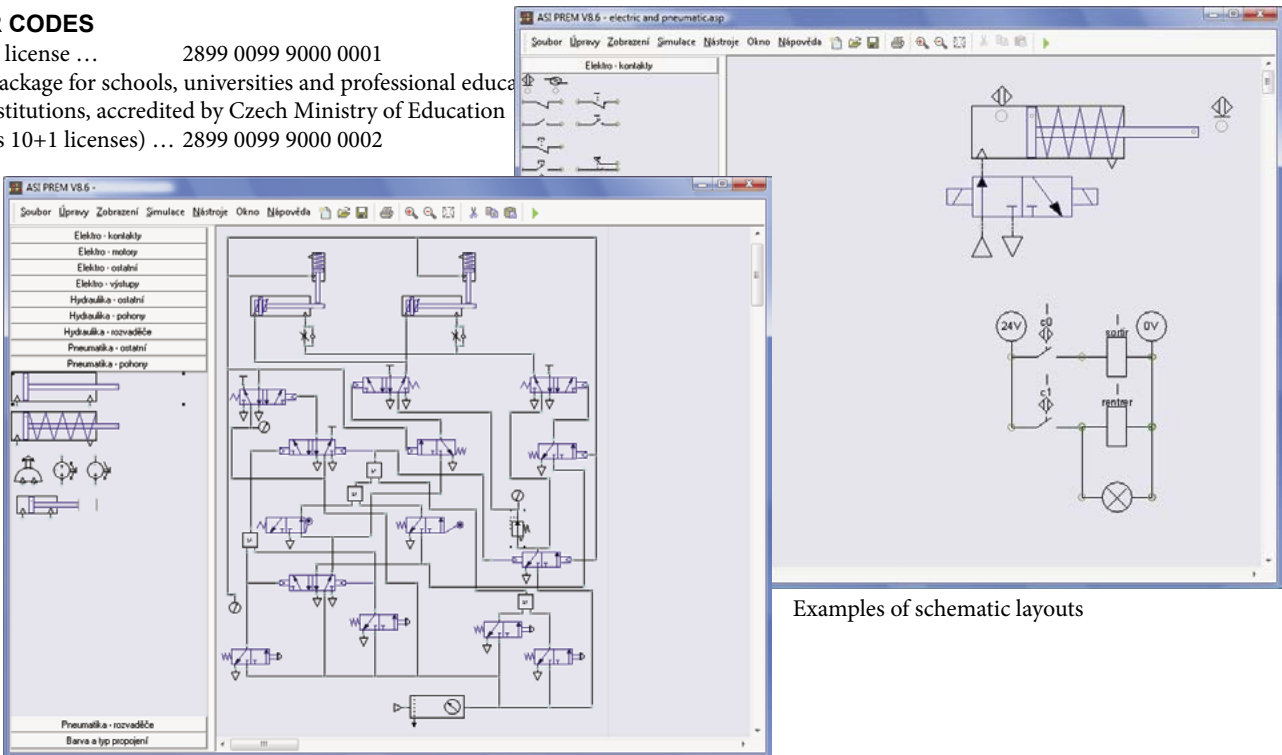 R CODES
license … 2899 0099 9000 0001
ackage for schools, universities and professional educa
stitutions, accredited by Czech Ministry of Education
s 10+1 licenses) … 2899 0099 9000 0002
ASI PREM V8.6 - electric and pneumatic.asp
Soubor Úpravy Zobrazení Simulace Nástroje Okno Nápověda
Elektro - kontakty
24V
c0
sortir
0V
c1
rentrer
ASI PREM V8.6 -
Soubor Úpravy Zobrazení Simulace Nástroje Okno Nápověda
Elektro - kontakty
Elektro - motory
Elektro - ostatní
Elektro - výstupy
Hydraulika - ostatní
Hydraulika - pohony
Hydraulika - rozvaděče
Pneumatika - ostatní
Pneumatika - pohony
Pneumatika - rozvaděče
Barva a typ propojení
Examples of schematic layouts